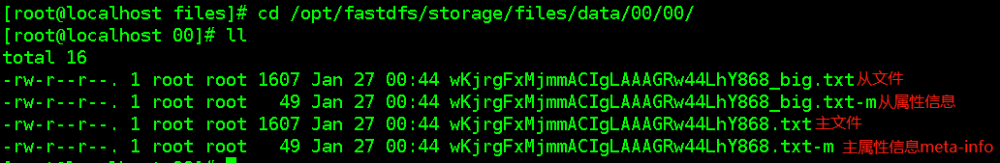 [root@localhost files]# cd /opt/fastdfs/storage/files/data/00/00/
[root@localhost 00]# ll
total 16
-rw-r--r--. 1 root root 1607 Jan 27 00:44 wKjrgFxMjmmACIgLAAAGRw44LhY868_big.txt从文件
-rw-r--r--. 1 root root   49 Jan 27 00:44 wKjrgFxMjmmACIgLAAAGRw44LhY868_big.txt-m从属性信息
-rw-r--r--. 1 root root 1607 Jan 27 00:44 wKjrgFxMjmmACIgLAAAGRw44LhY868.txt主文件
-rw-r--r--. 1 root root   49 Jan 27 00:44 wKjrgFxMjmmACIgLAAAGRw44LhY868.txt-m 主属性信息meta-info
[root@localhost 00]#